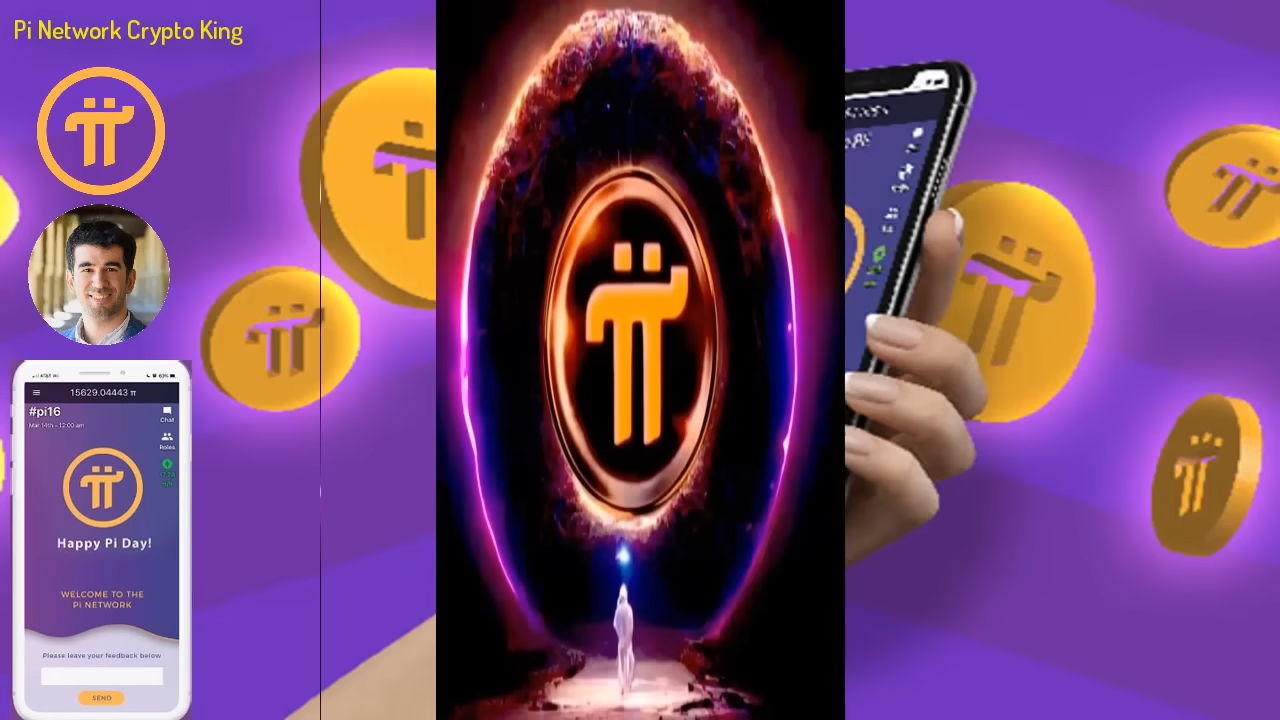 Pi Network Crypto King
15629.04443 π
#pi16
Mar 14th - 12:00 am
Chat
Roles
Happy Pi Day!
WELCOME TO THE
Pi NETWORK
Please leave your feedback below
SEND